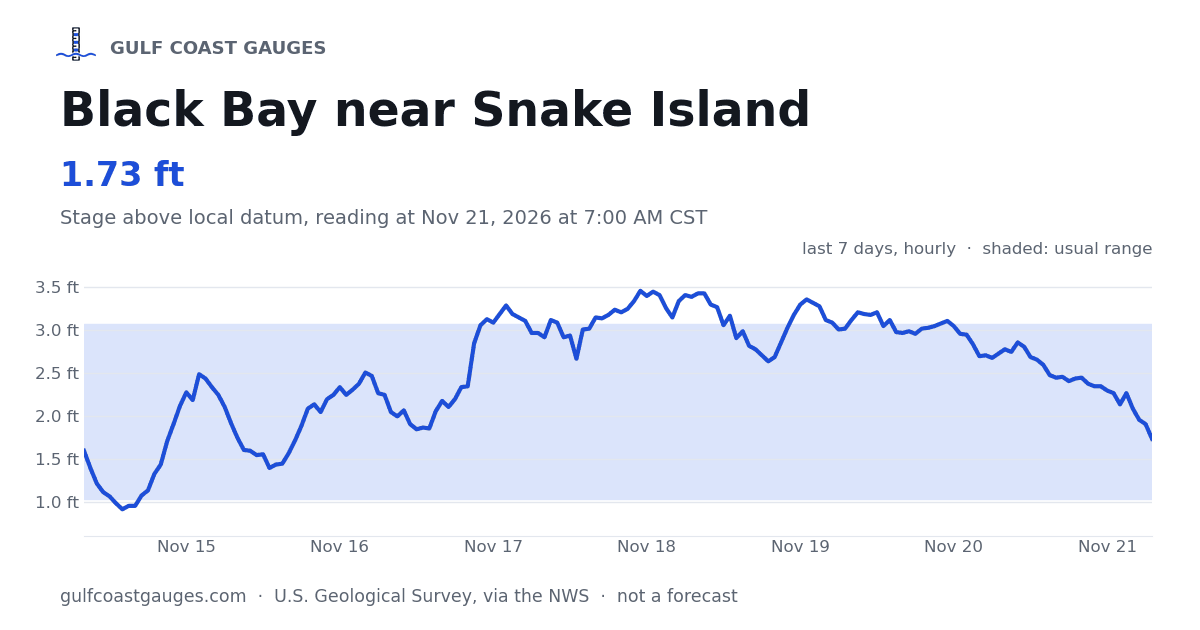 GULF COAST GAUGES
Black Bay near Snake Island
1.73 ft
Stage above local datum, reading at Nov 21, 2026 at 7:00 AM CST
last 7 days, hourly · shaded: usual range
3.5 ft
3.0 ft
2.5 ft
2.0 ft
1.5 ft
1.0 ft
Nov 15 Nov 16 Nov 17 Nov 18 Nov 19 Nov 20 Nov 21
gulfcoastgauges.com · U.S. Geological Survey, via the NWS · not a forecast